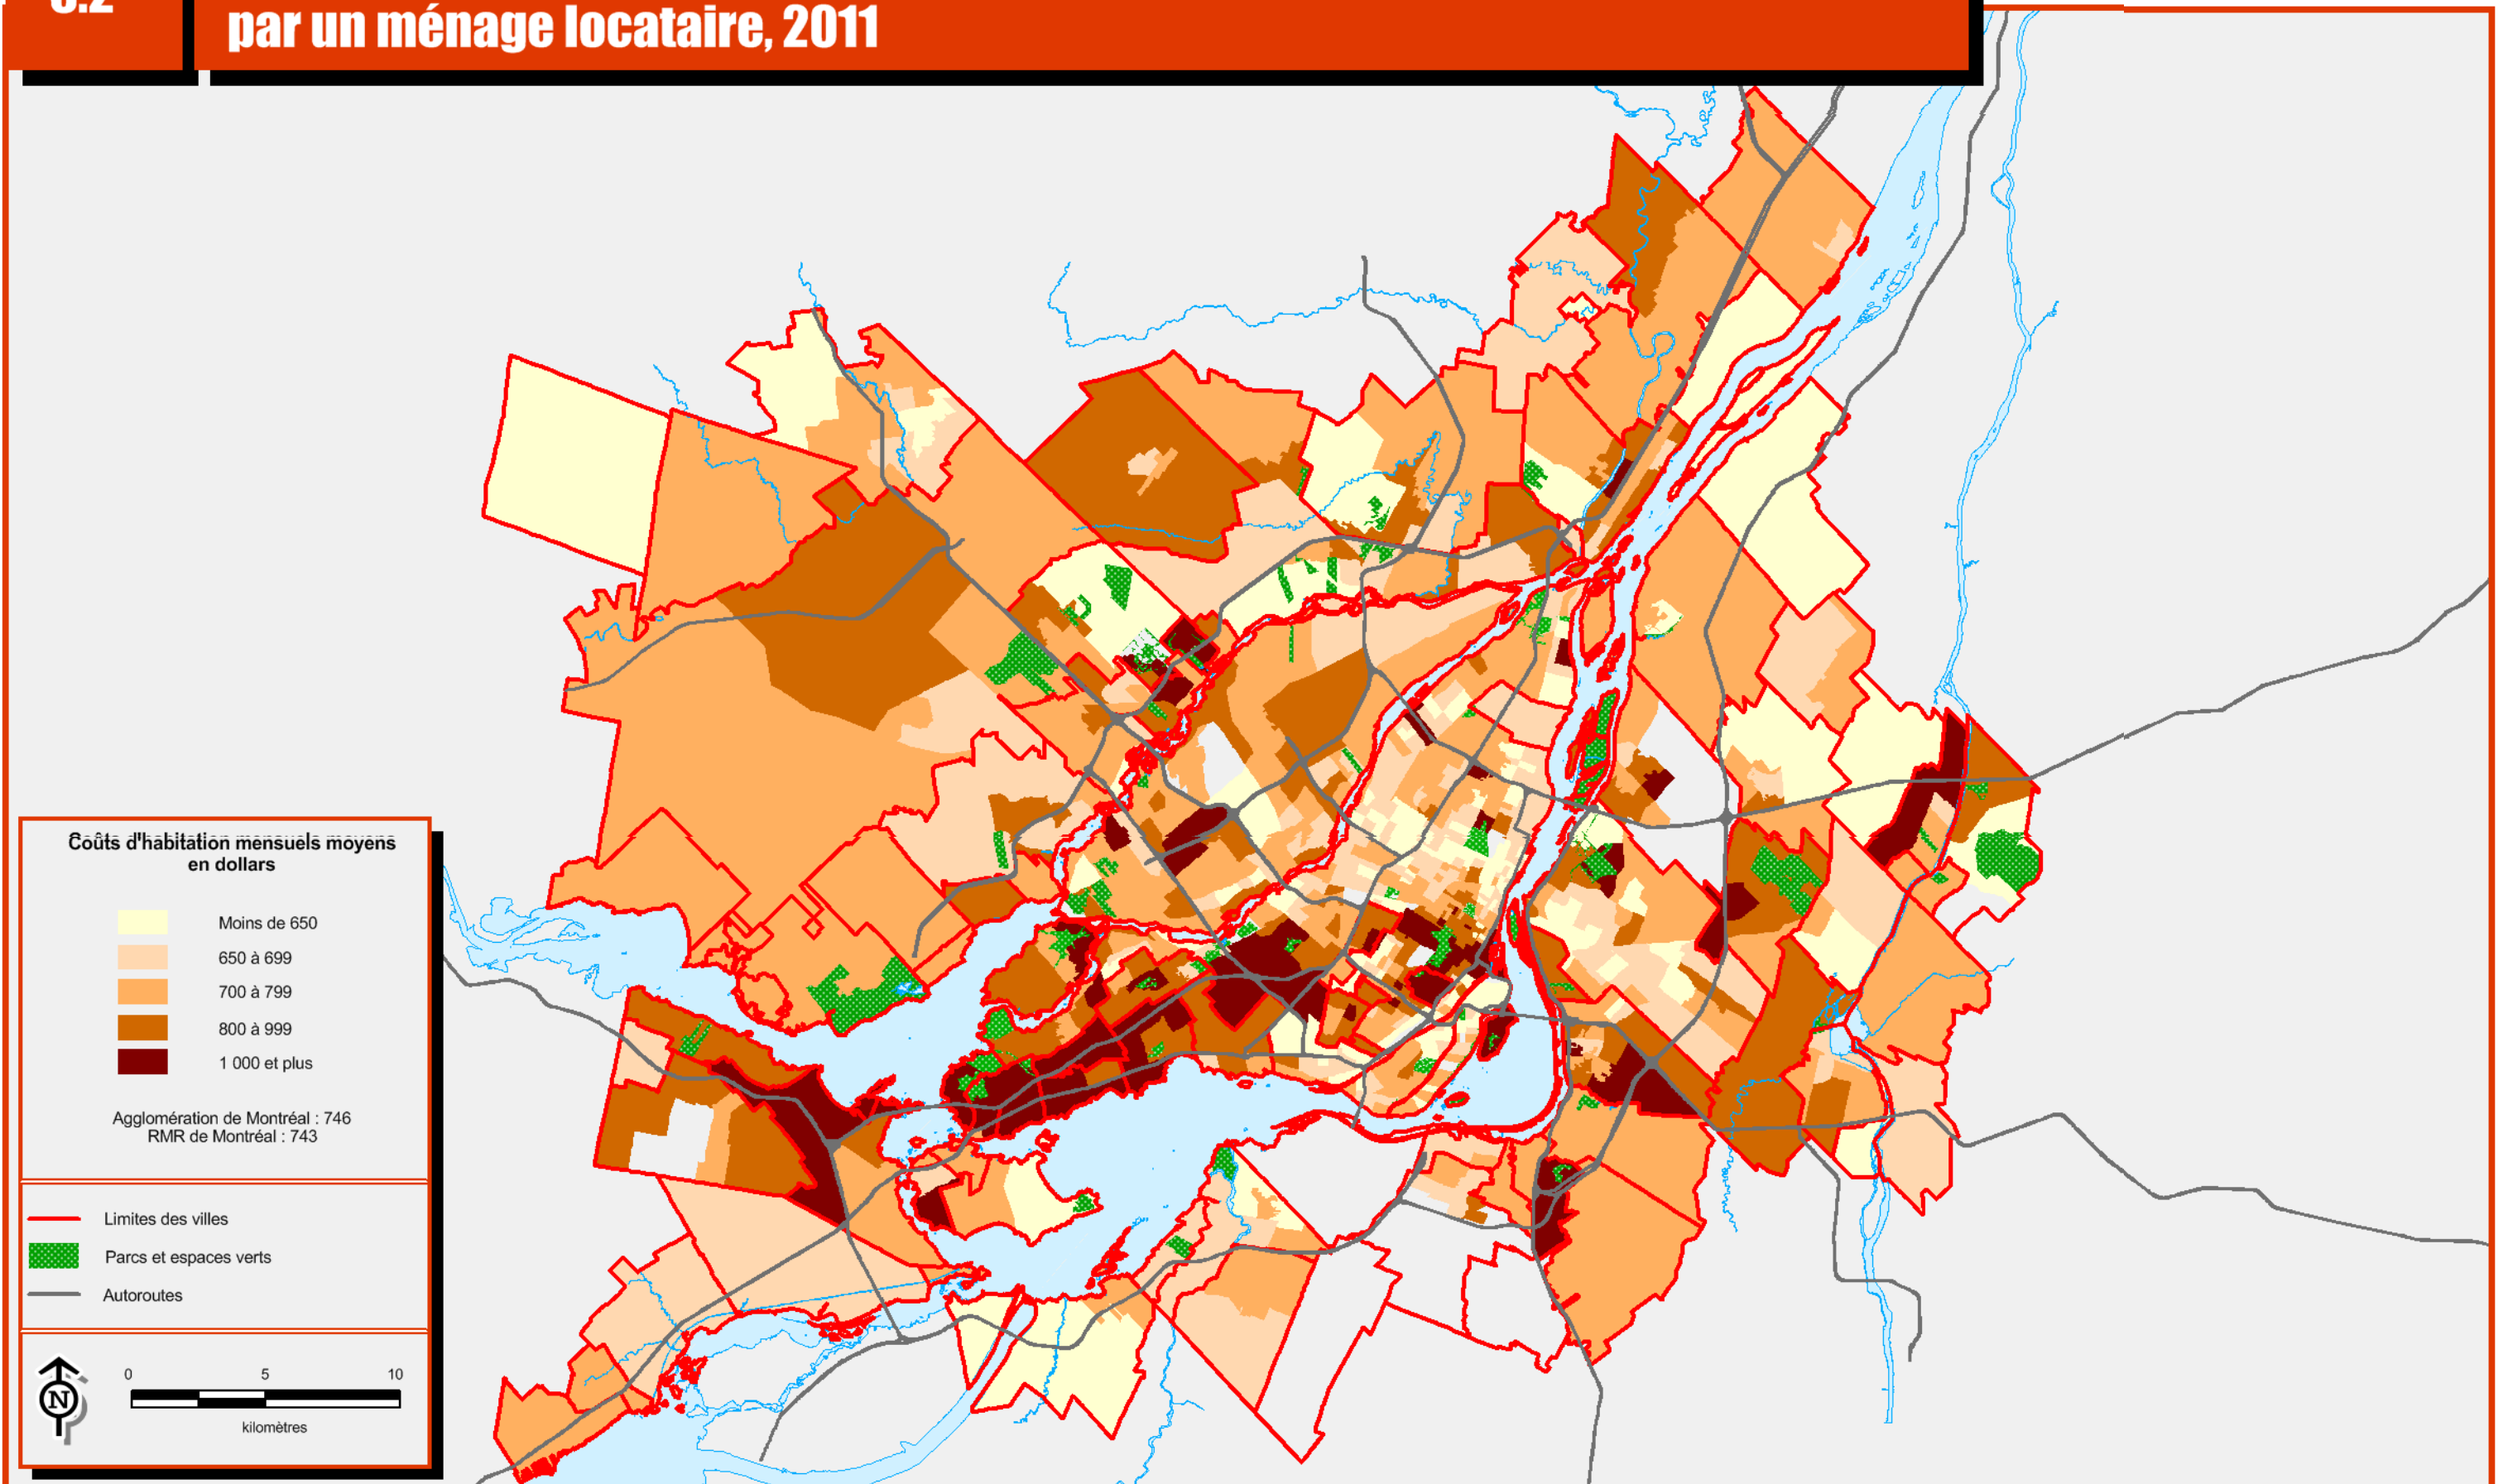 par un ménage locataire, 2011
Coûts d'habitation mensuels moyens
en dollars
Moins de 650
650 à 699
700 à 799
800 à 999
1 000 et plus
Agglomération de Montréal : 746
RMR de Montréal : 743
Limites des villes
Parcs et espaces verts
Autoroutes
N
0 5 10
kilomètres